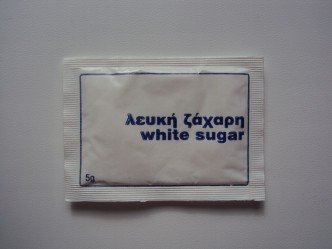 λευκή ζάχαρη
white sugar
5g